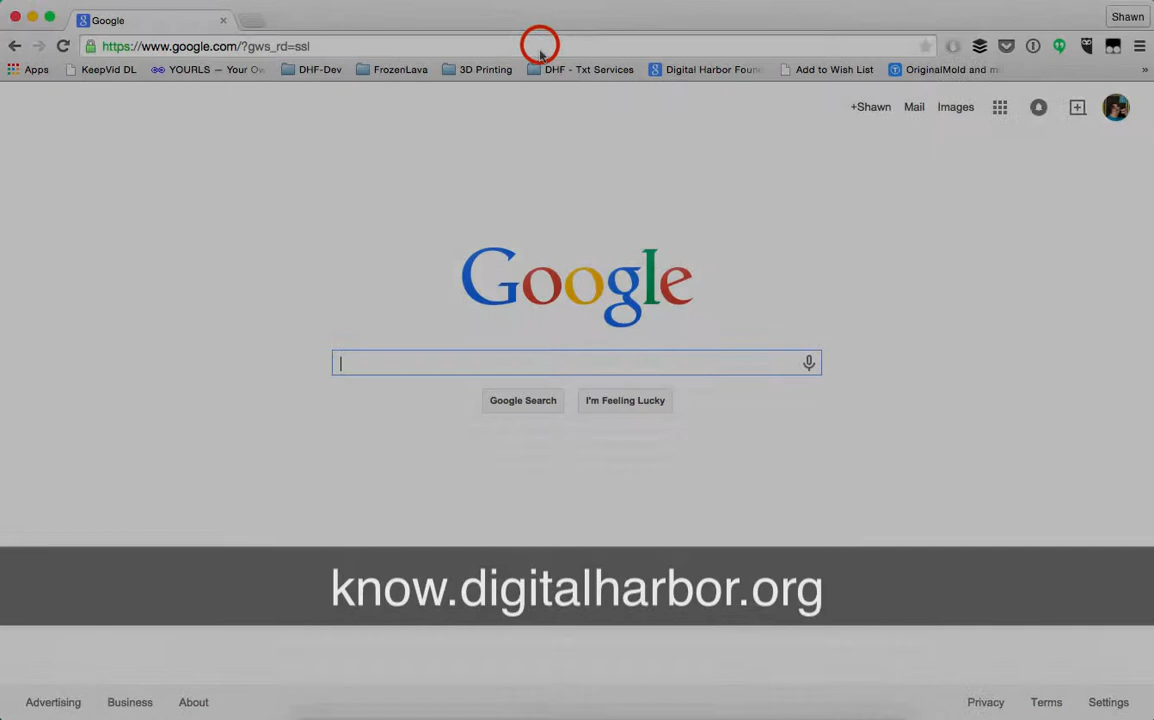 Google
Shawn
https://www.google.com/?gws_rd=ssl
Apps
KeepVid DL
YOURLS — Your Ow
DHF-Dev
FrozenLava
3D Printing
DHF - Txt Services
Digital Harbor Foun
Add to Wish List
OriginalMold and m
»
+Shawn
Mail
Images
Google
Google Search
I'm Feeling Lucky
know.digitalharbor.org
Advertising
Business
About
Privacy
Terms
Settings